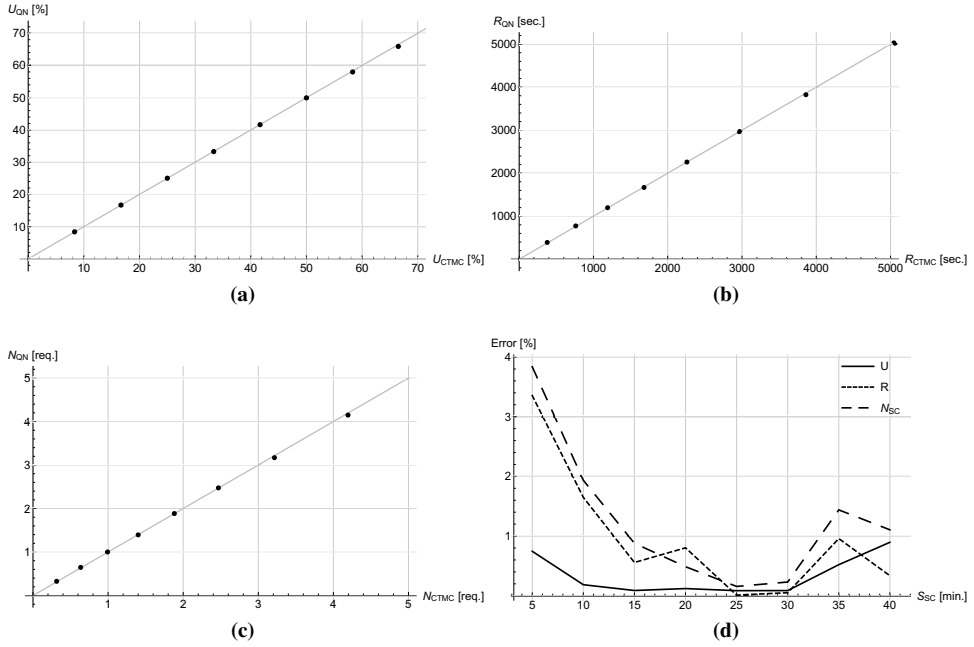 U_QN [%]
70
60
50
40
30
20
10
10 20 30 40 50 60 70
U_CTMC [%]
(a)
R_QN [sec.]
5000
4000
3000
2000
1000
1000 2000 3000 4000 5000
R_CTMC [sec.]
(b)
N_QN [req.]
5
4
3
2
1
0
0 1 2 3 4 5
N_CTMC [req.]
(c)
Error [%]
4
3
2
1
0
5 10 15 20 25 30 35 40
S_SC [min.]
U
R
N_SC
(d)